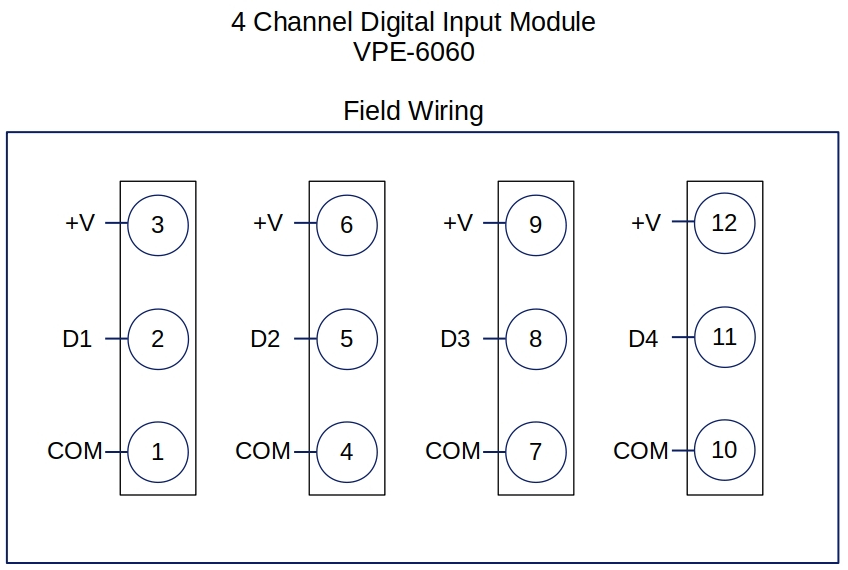 4 Channel Digital Input Module
VPE-6060
Field Wiring
+V 3 +V 6 +V 9 +V 12
D1 2 D2 5 D3 8 D4 11
COM 1 COM 4 COM 7 COM 10